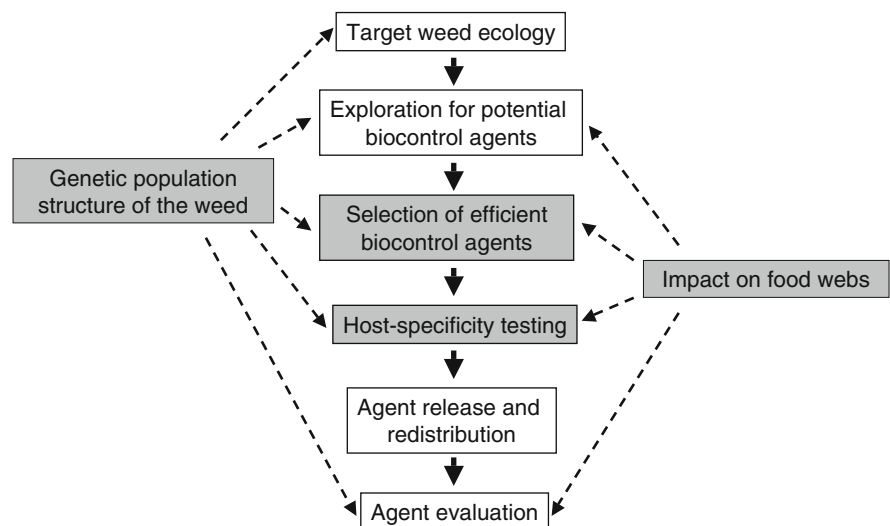 Target weed ecology
Exploration for potential
biocontrol agents
Genetic population
structure of the weed
Selection of efficient
biocontrol agents
Impact on food webs
Host-specificity testing
Agent release and
redistribution
Agent evaluation